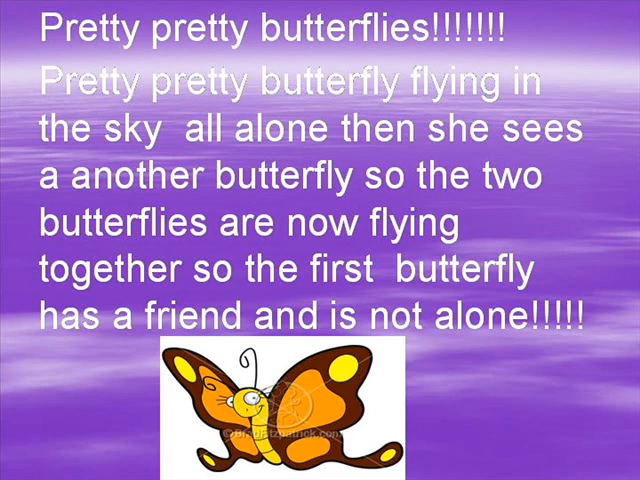 Pretty pretty butterflies!!!!!!!
Pretty pretty butterfly flying in
the sky  all alone then she sees
a another butterfly so the two
butterflies are now flying
together so the first  butterfly
has a friend and is not alone!!!!!